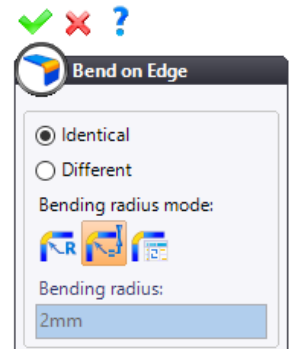 ?
Bend on Edge
Identical
Different
Bending radius mode:
R
Bending radius:
2mm